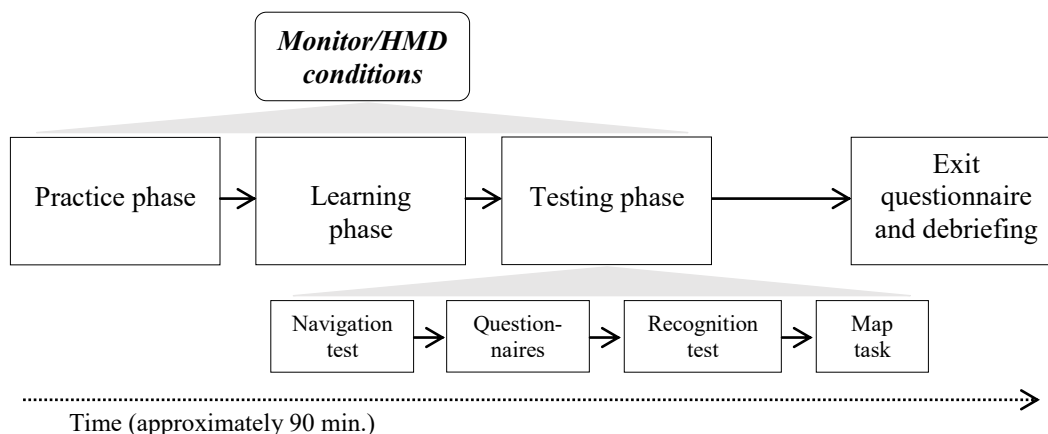 Monitor/HMD
conditions
Practice phase
Learning
phase
Testing phase
Exit
questionnaire
and debriefing
Navigation
test
Question-
naires
Recognition
test
Map
task
Time (approximately 90 min.)